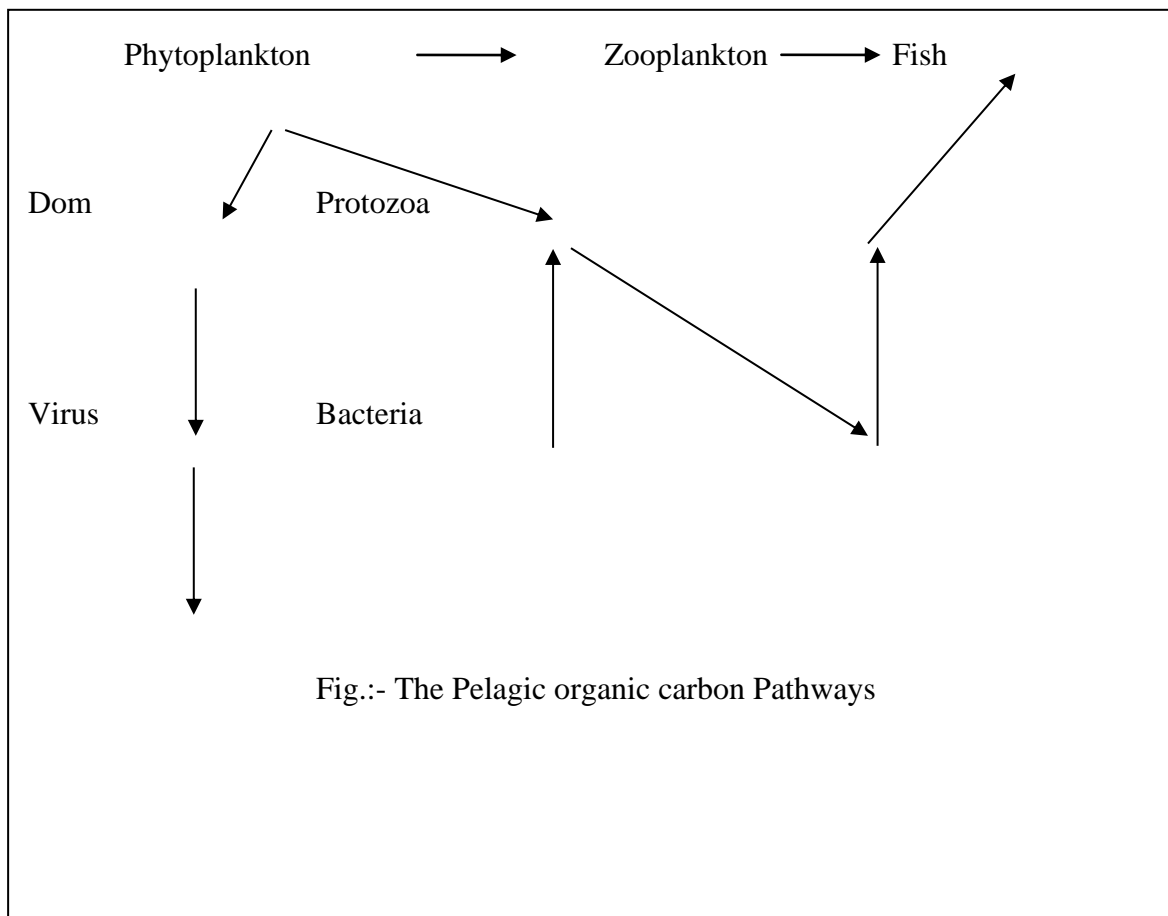 Phytoplankton Zooplankton Fish
Dom Protozoa
Virus Bacteria
Fig.:- The Pelagic organic carbon Pathways